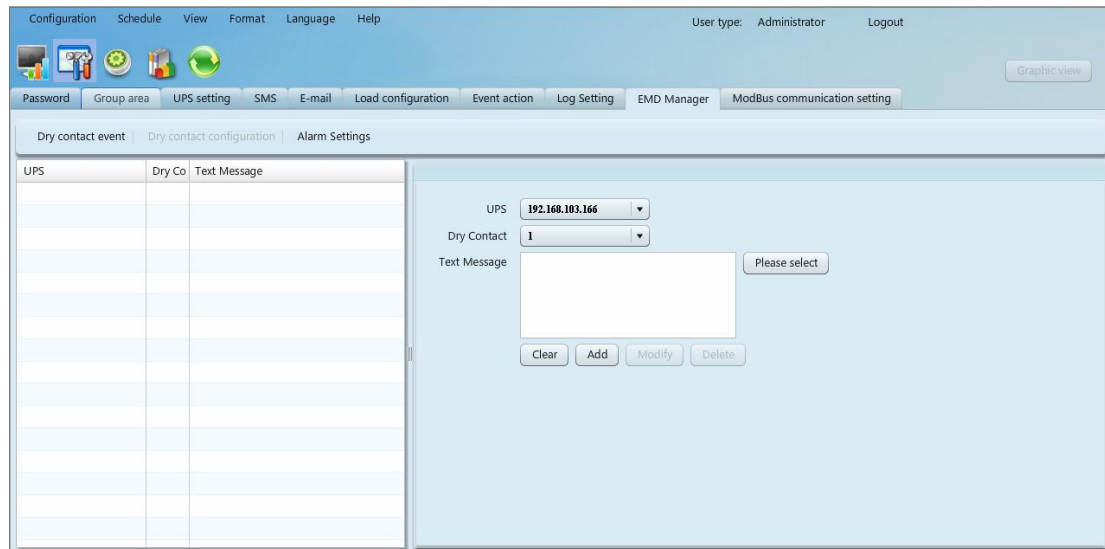 Configuration Schedule View Format Language Help User type: Administrator Logout
Graphic view
Password Group area UPS setting SMS E-mail Load configuration Event action Log Setting EMD Manager ModBus communication setting
Dry contact event Dry contact configuration Alarm Settings
UPS Dry Co Text Message
UPS 192.168.103.166
Dry Contact 1
Text Message Please select
Clear Add Modify Delete